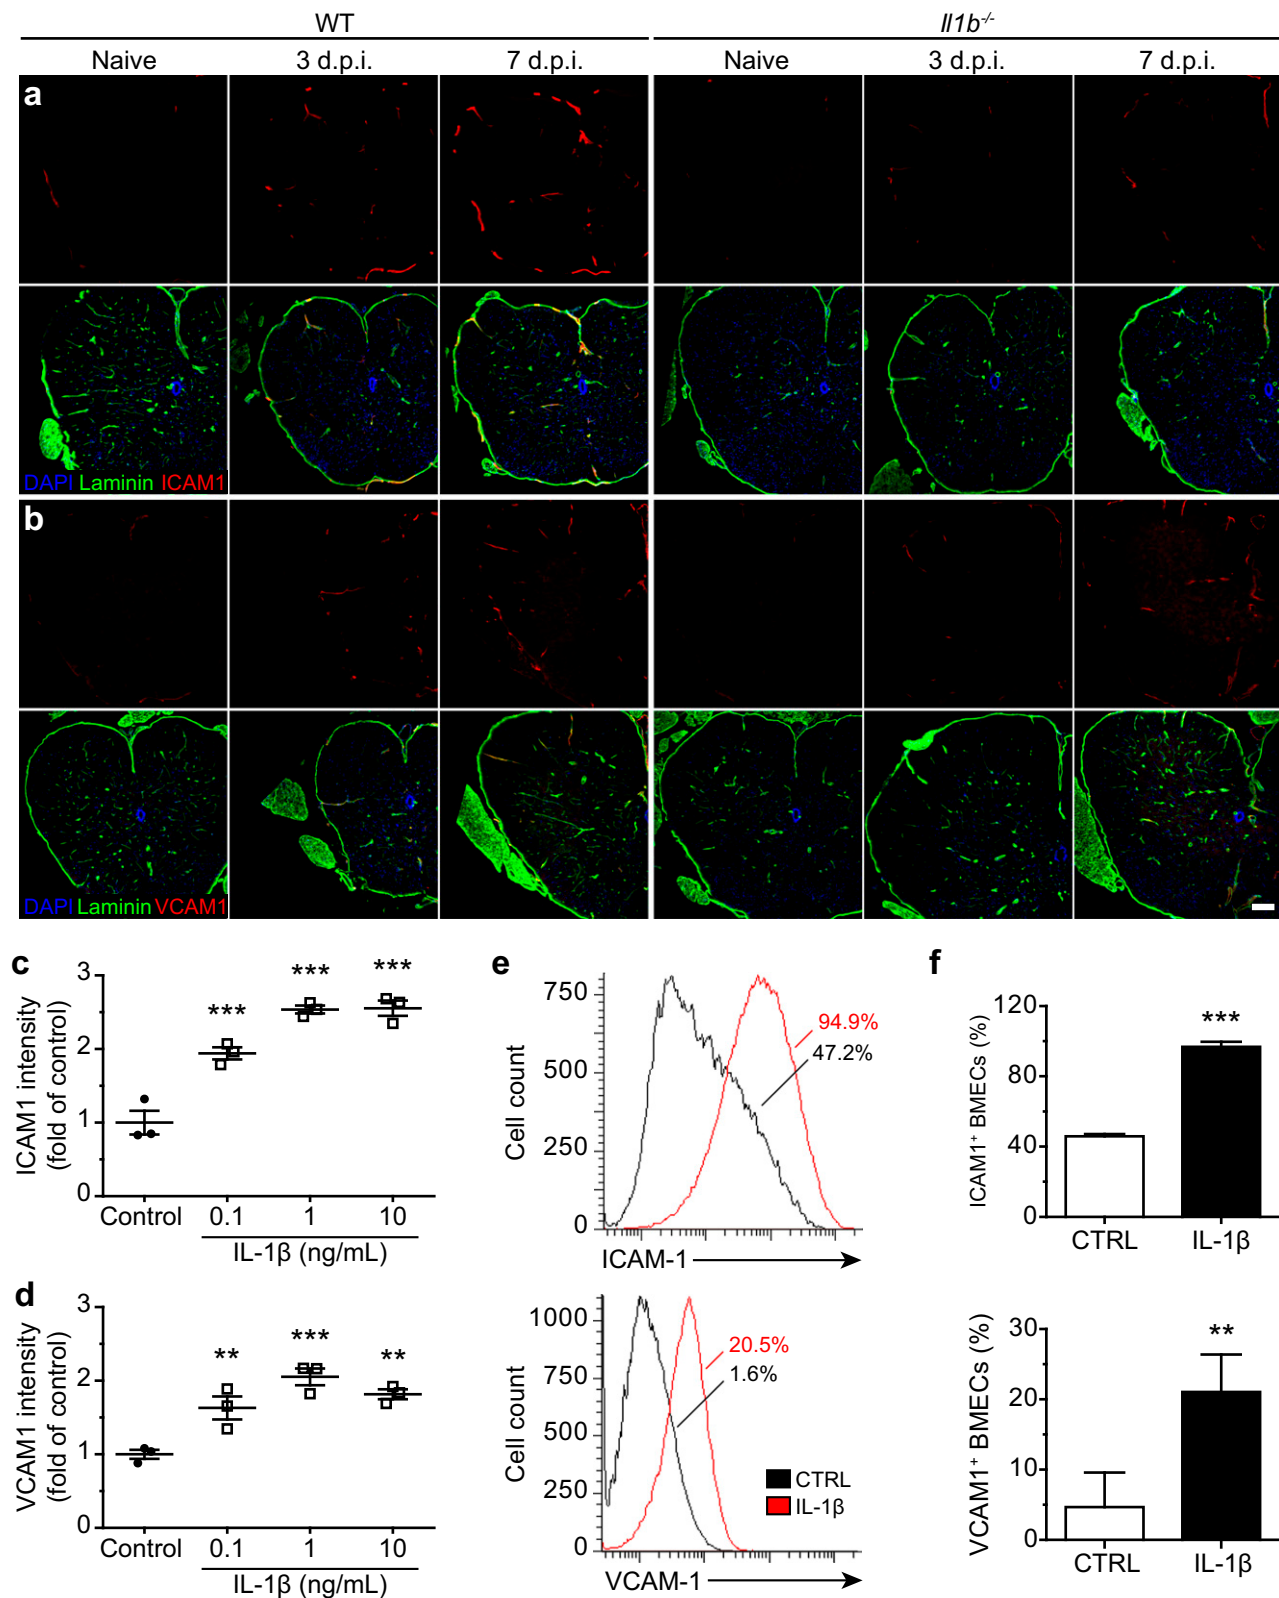 WT Il1b-/-
Naive 3 d.p.i. 7 d.p.i. Naive 3 d.p.i. 7 d.p.i.
a
DAPI Laminin ICAM1
b
DAPI Laminin VCAM1
c
ICAM1 intensity
(fold of control)
3
2
1
0
*** *** ***
Control 0.1 1 10
IL-1β (ng/mL)
d
VCAM1 intensity
(fold of control)
3
2
1
0
** *** **
Control 0.1 1 10
IL-1β (ng/mL)
e
Cell count
750
500
250
0
94.9%
47.2%
ICAM-1
Cell count
1000
750
500
250
0
20.5%
1.6%
CTRL
IL-1β
VCAM-1
f
ICAM1+ BMECs (%)
120
80
40
0
***
CTRL IL-1β
VCAM1+ BMECs (%)
30
20
10
0
**
CTRL IL-1β